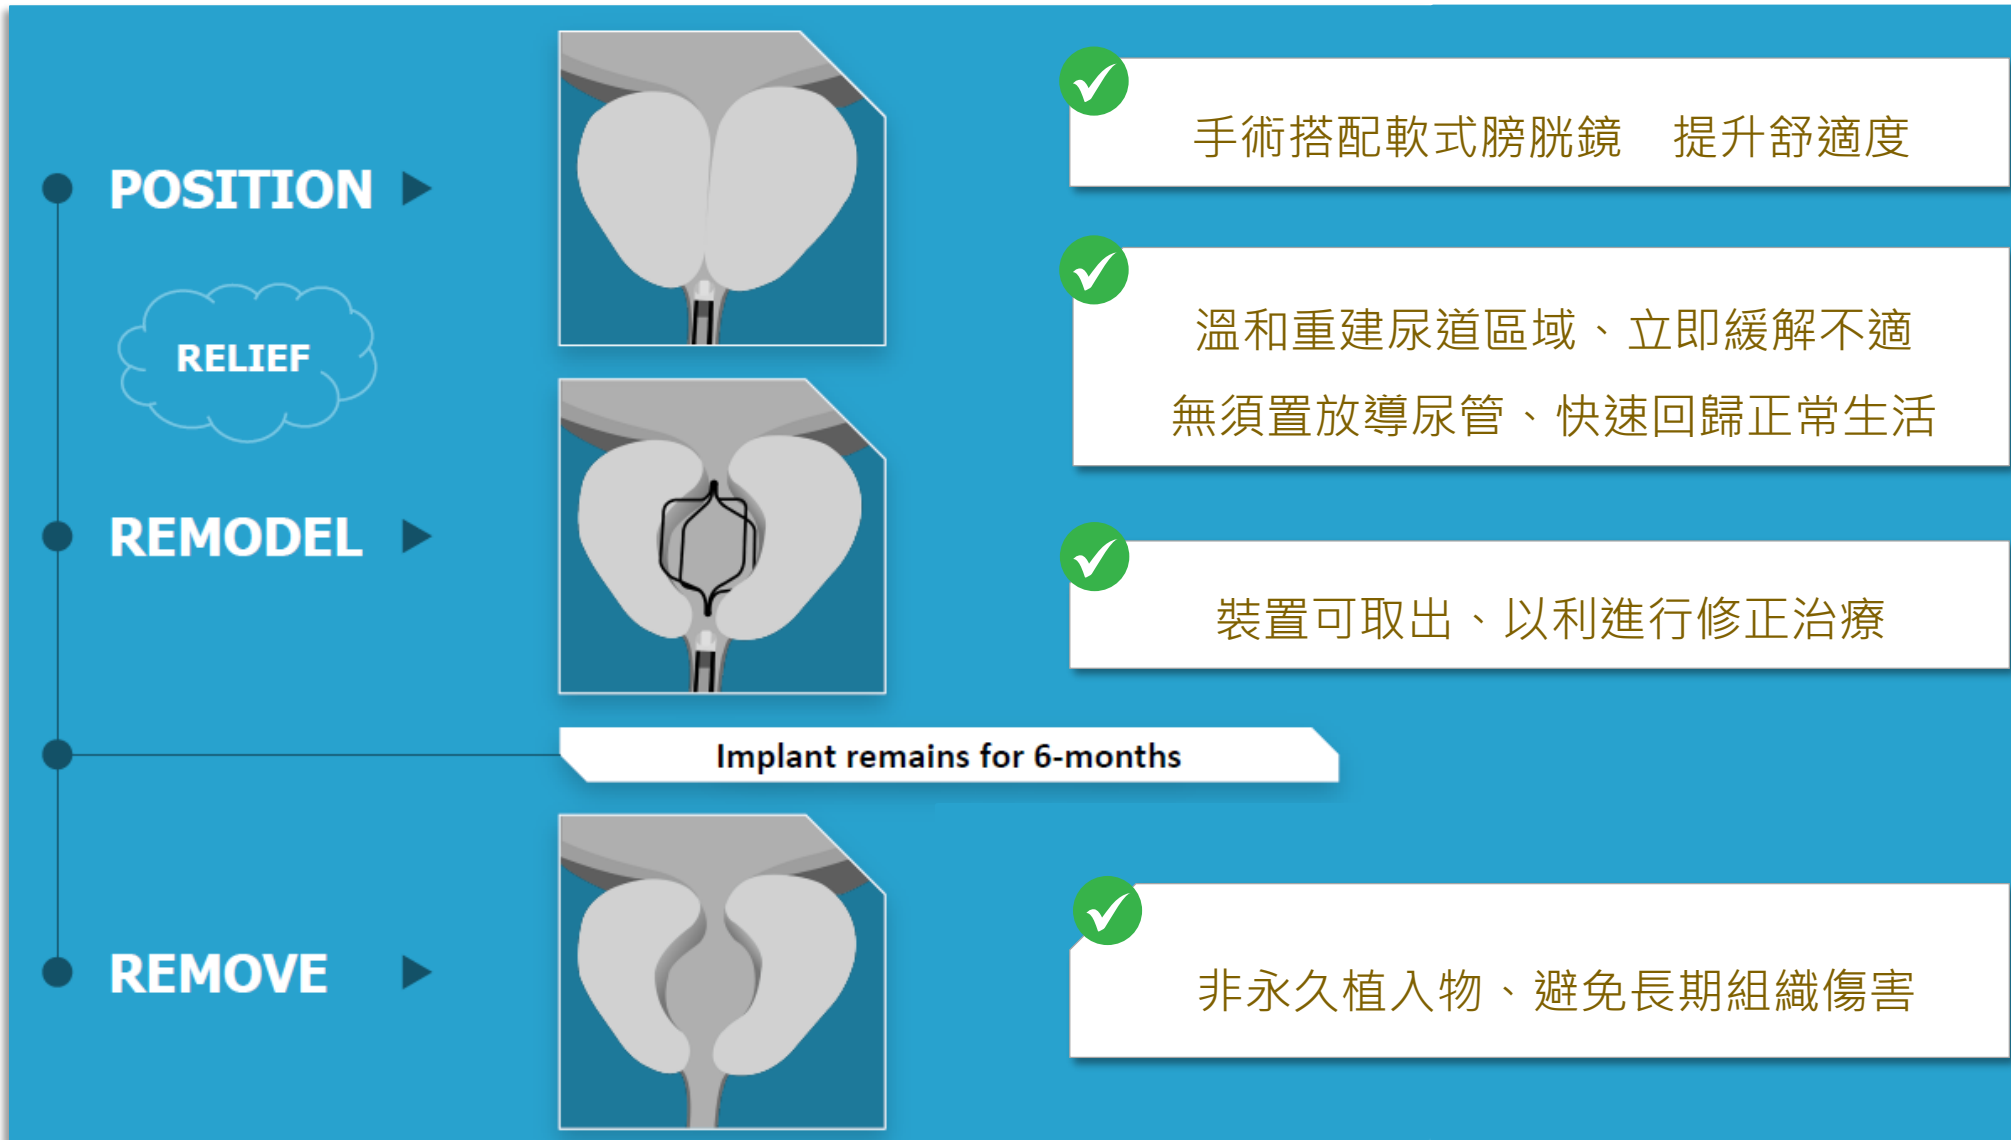 POSITION
手術搭配軟式膀胱鏡　提升舒適度
RELIEF
溫和重建尿道區域、立即緩解不適
無須置放導尿管、快速回歸正常生活
REMODEL
裝置可取出、以利進行修正治療
Implant remains for 6-months
REMOVE
非永久植入物、避免長期組織傷害